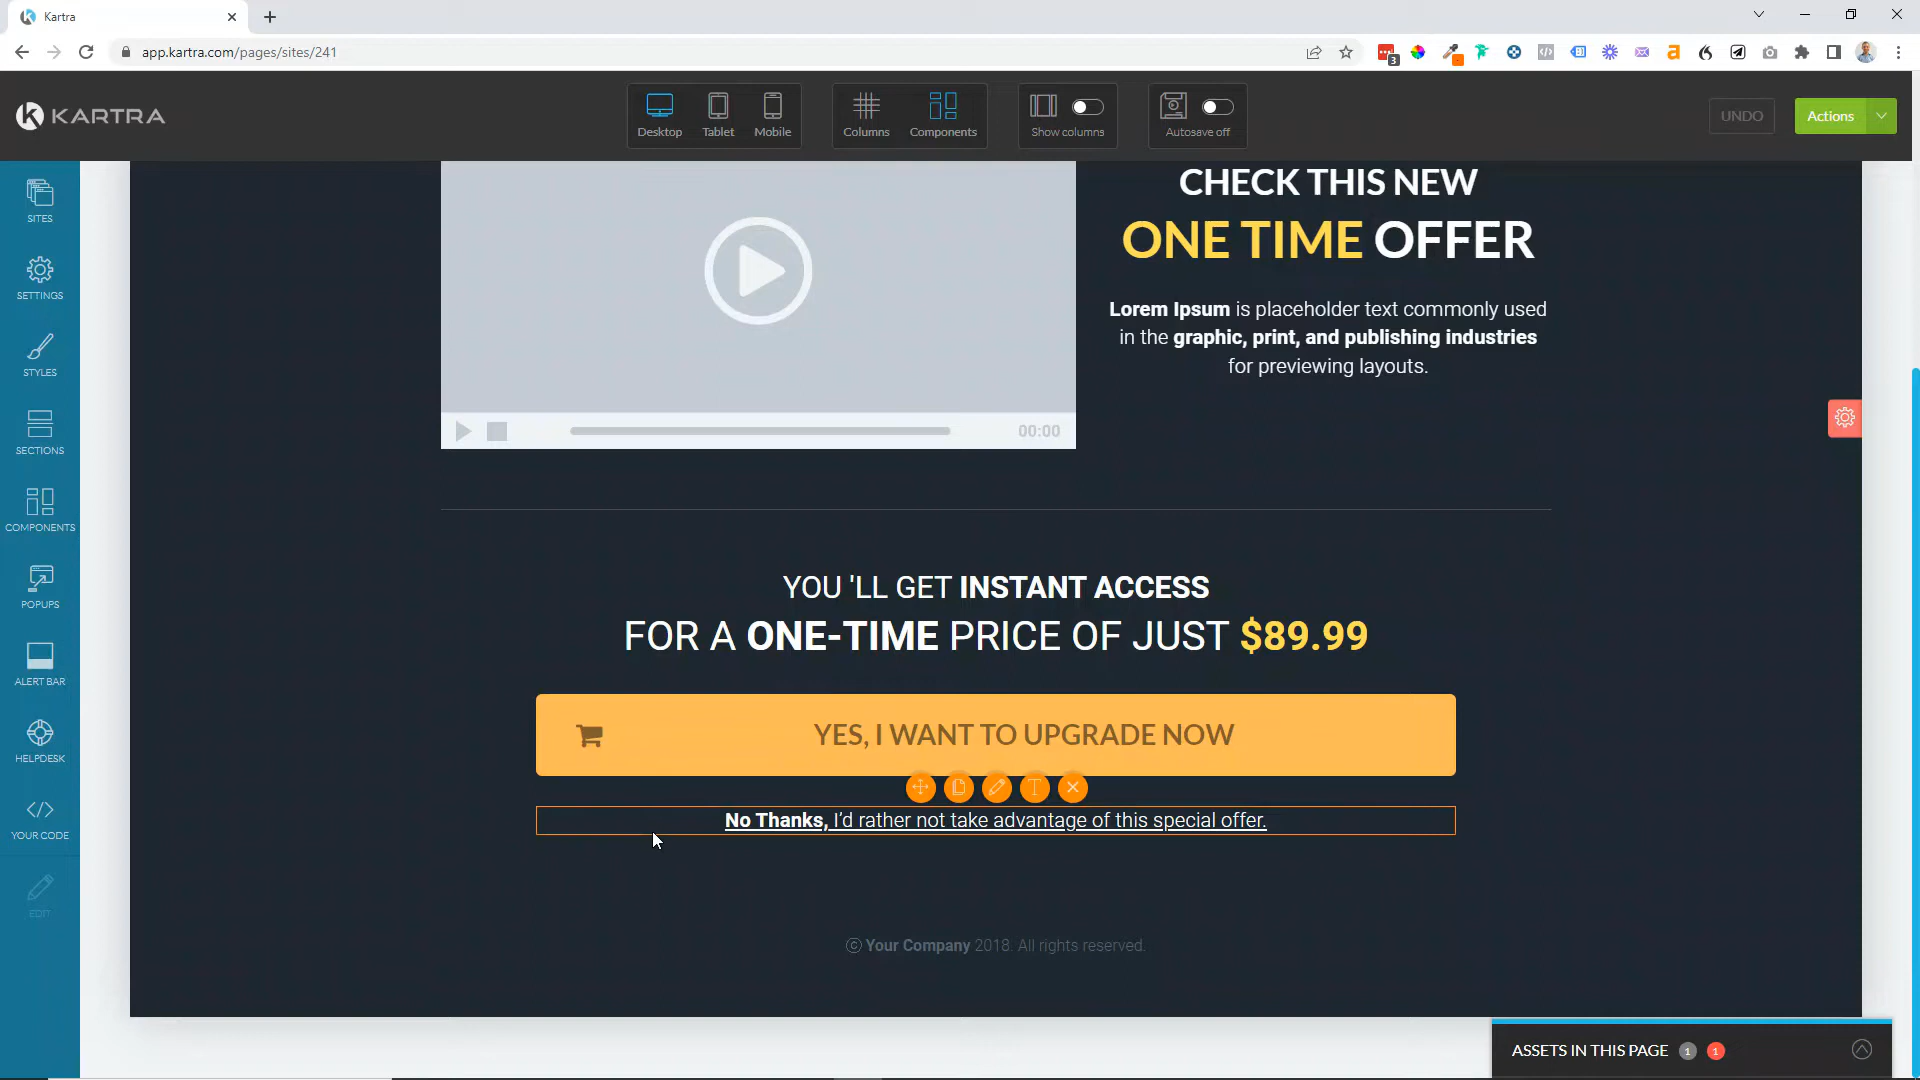 Kartra
app.kartra.com/pages/sites/241
3
KARTRA
Desktop
Tablet
Mobile
Columns
Components
Show columns
Autosave off
UNDO
Actions
SITES
SETTINGS
STYLES
SECTIONS
COMPONENTS
POPUPS
ALERT BAR
HELPDESK
YOUR CODE
EDIT
CHECK THIS NEW
ONE TIME OFFER
Lorem Ipsum is placeholder text commonly used
in the graphic, print, and publishing industries
for previewing layouts.
00:00
YOU 'LL GET INSTANT ACCESS
FOR A ONE-TIME PRICE OF JUST $89.99
YES, I WANT TO UPGRADE NOW
No Thanks, I'd rather not take advantage of this special offer.
© Your Company 2018. All rights reserved.
ASSETS IN THIS PAGE 1 1